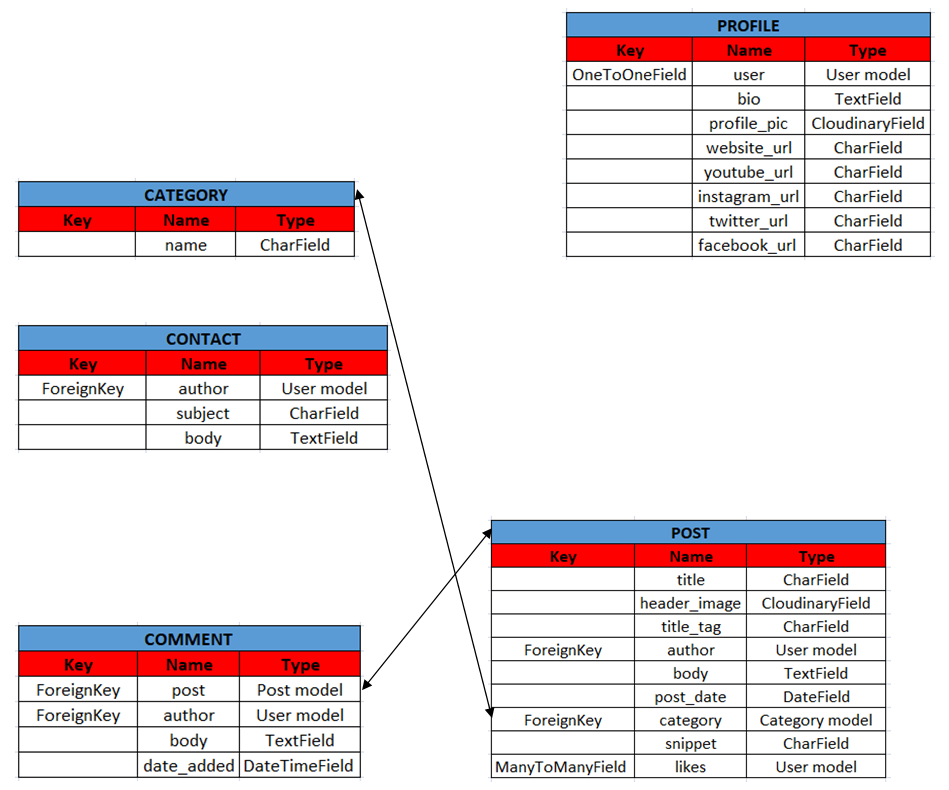 PROFILE
Key Name Type
OneToOneField user User model
bio TextField
profile_pic CloudinaryField
website_url CharField
youtube_url CharField
instagram_url CharField
twitter_url CharField
facebook_url CharField
CATEGORY
Key Name Type
name CharField
CONTACT
Key Name Type
ForeignKey author User model
subject CharField
body TextField
POST
Key Name Type
title CharField
header_image CloudinaryField
title_tag CharField
ForeignKey author User model
body TextField
post_date DateField
ForeignKey category Category model
snippet CharField
ManyToManyField likes User model
COMMENT
Key Name Type
ForeignKey post Post model
ForeignKey author User model
body TextField
date_added DateTimeField